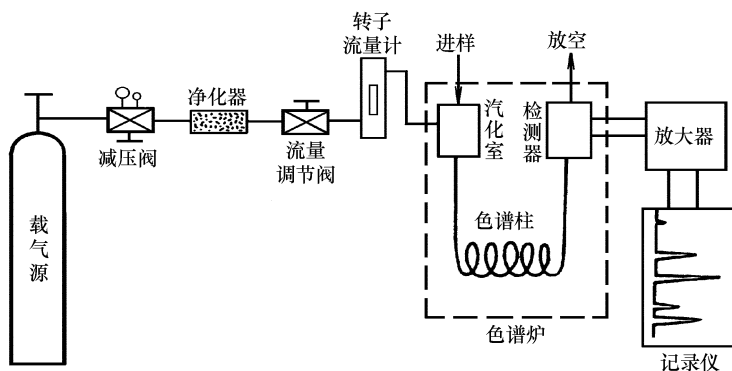 转子
流量计
进样
放空
净化器
减压阀
流量
调节阀
汽化室
检测器
放大器
载气源
色谱柱
色谱炉
记录仪